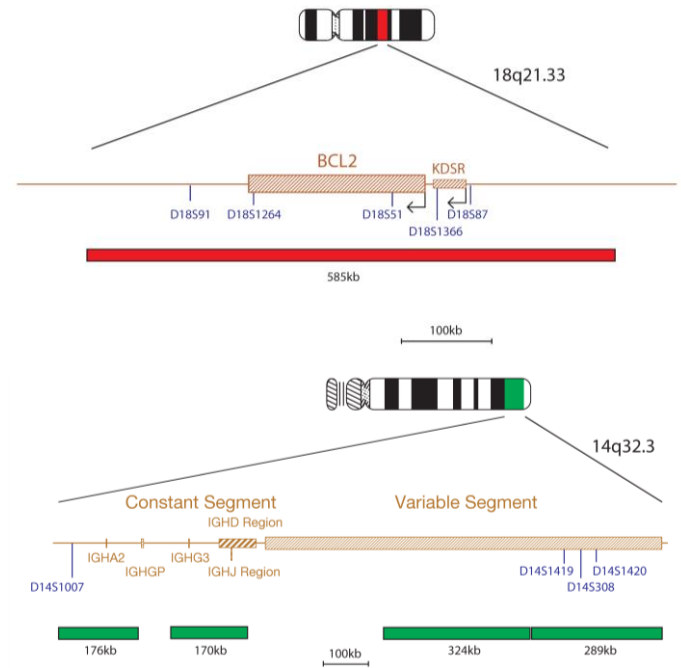 18q21.33
BCL2
KDSR
D18S91
D18S1264
D18S51
D18S87
D18S1366
585kb
100kb
14q32.3
Constant Segment
Variable Segment
IGHD Region
IGHA2
IGHG3
IGHGP
IGHJ Region
D14S1007
D14S1419
D14S1420
D14S308
176kb
170kb
324kb
289kb
100kb